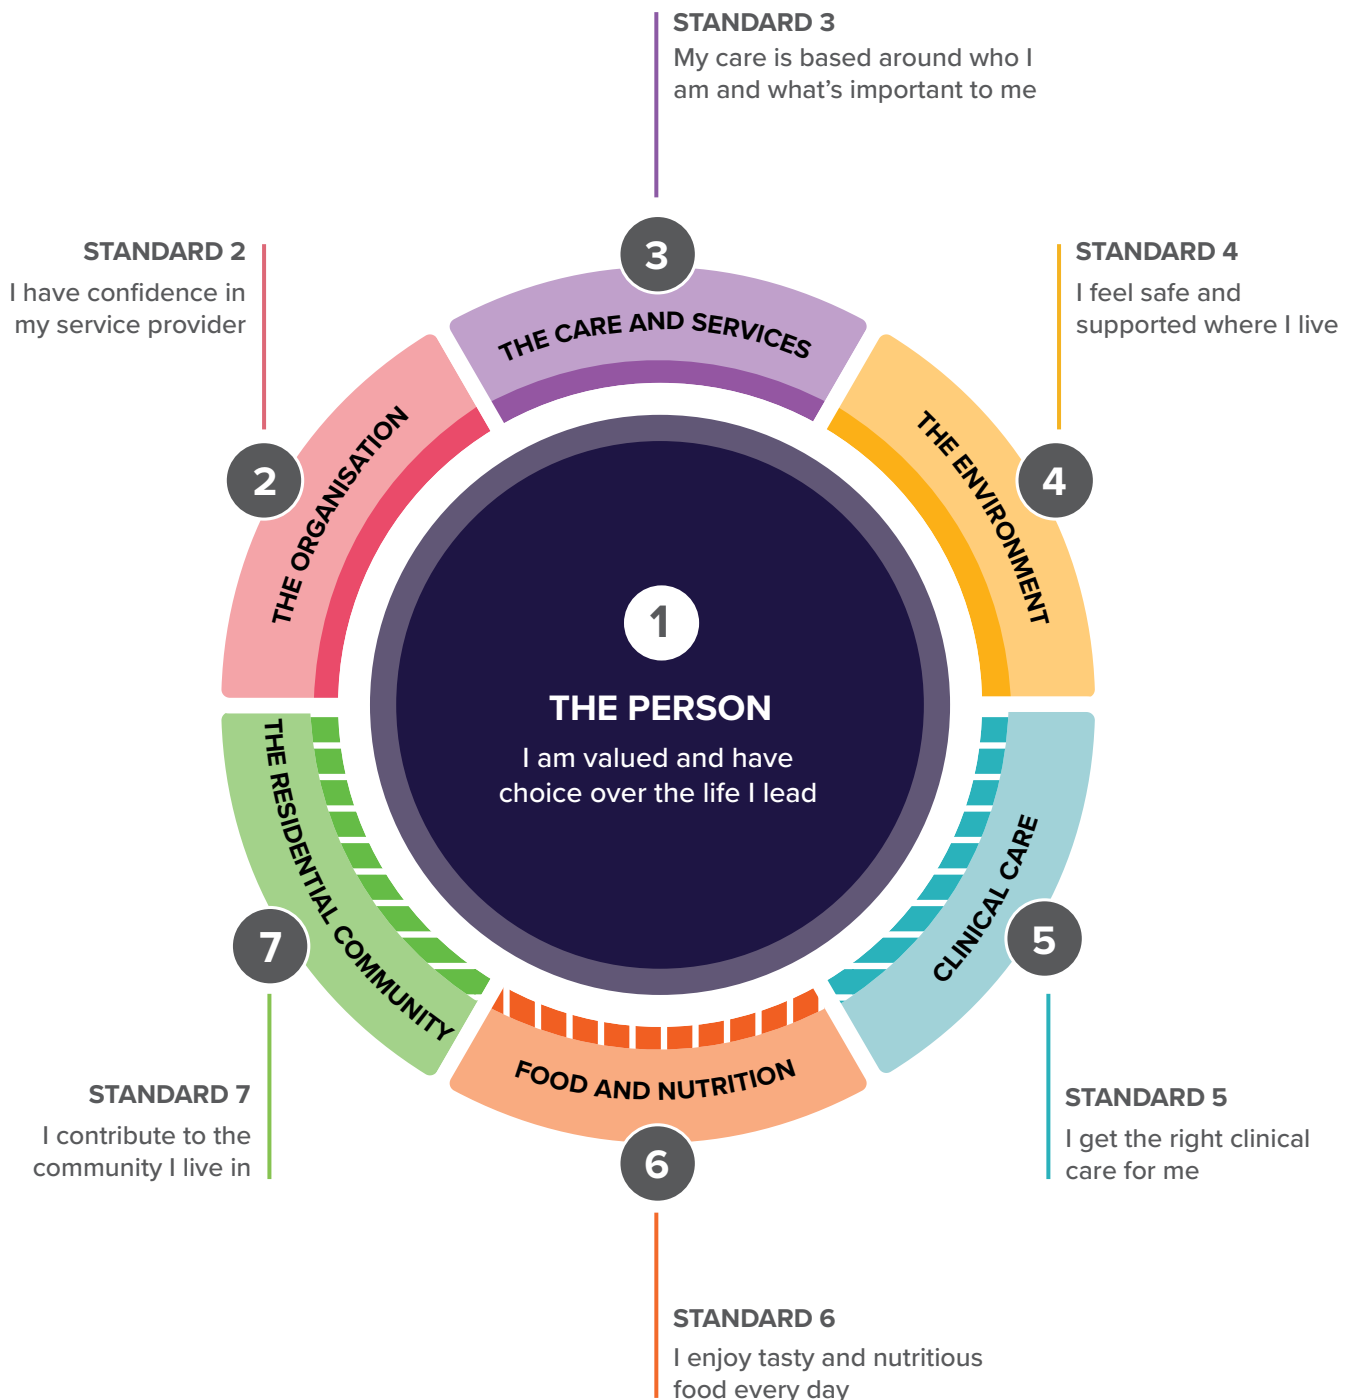 STANDARD 3
My care is based around who I
am and what’s important to me
STANDARD 2
I have confidence in
my service provider
STANDARD 4
I feel safe and
supported where I live
3
THE CARE AND SERVICES
2
THE ORGANISATION
4
THE ENVIRONMENT
1
THE PERSON
I am valued and have
choice over the life I lead
7
THE RESIDENTIAL COMMUNITY
5
CLINICAL CARE
FOOD AND NUTRITION
6
STANDARD 7
I contribute to the
community I live in
STANDARD 5
I get the right clinical
care for me
STANDARD 6
I enjoy tasty and nutritious
food every day